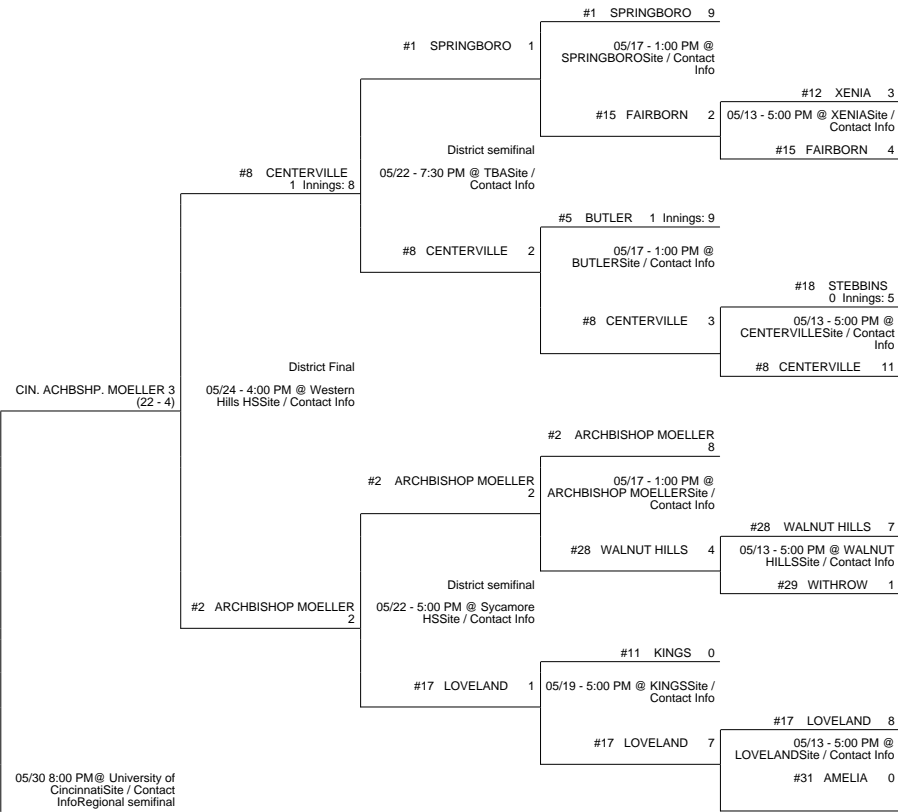 #1 SPRINGBORO 9
#1 SPRINGBORO 1
05/17 - 1:00 PM @
SPRINGBOROSite / Contact
Info
#12 XENIA 3
#15 FAIRBORN 2
05/13 - 5:00 PM @ XENIASite /
Contact Info
#15 FAIRBORN 4
District semifinal
05/22 - 7:30 PM @ TBASite /
Contact Info
#8 CENTERVILLE
1 Innings: 8
#5 BUTLER 1 Innings: 9
#8 CENTERVILLE 2
05/17 - 1:00 PM @
BUTLERSite / Contact Info
#18 STEBBINS
0 Innings: 5
#8 CENTERVILLE 3
05/13 - 5:00 PM @
CENTERVILLESite / Contact
Info
#8 CENTERVILLE 11
District Final
05/24 - 4:00 PM @ Western
Hills HSSite / Contact Info
CIN. ACHBSHP. MOELLER 3
(22 - 4)
#2 ARCHBISHOP MOELLER
8
#2 ARCHBISHOP MOELLER
2
05/17 - 1:00 PM @
ARCHBISHOP MOELLERSite /
Contact Info
#28 WALNUT HILLS 7
#28 WALNUT HILLS 4
05/13 - 5:00 PM @ WALNUT
HILLSSite / Contact Info
#29 WITHROW 1
District semifinal
05/22 - 5:00 PM @ Sycamore
HSSite / Contact Info
#2 ARCHBISHOP MOELLER
2
#11 KINGS 0
#17 LOVELAND 1
05/19 - 5:00 PM @ KINGSSite /
Contact Info
#17 LOVELAND 8
#17 LOVELAND 7
05/13 - 5:00 PM @
LOVELANDSite / Contact Info
#31 AMELIA 0
05/30 8:00 PM@ University of
CincinnatiSite / Contact
InfoRegional semifinal